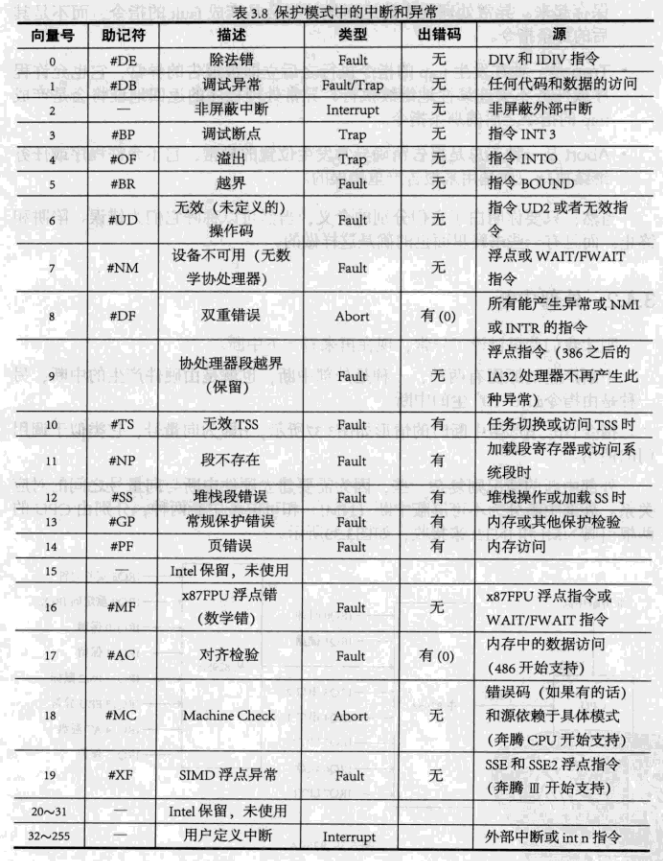 表3.8 保护模式中的中断和异常
向量号 助记符 描述 类型 出错码 源
0 #DE 除法错 Fault 无 DIV 和 IDIV 指令
1 #DB 调试异常 Fault/Trap 无 任何代码和数据的访问
2 — 非屏蔽中断 Interrupt 无 非屏蔽外部中断
3 #BP 调试断点 Trap 无 指令 INT 3
4 #OF 溢出 Trap 无 指令 INTO
5 #BR 越界 Fault 无 指令 BOUND
6 #UD 无效（未定义的）
操作码 Fault 无 指令 UD2 或者无效指
令
7 #NM 设备不可用（无数
学协处理器） Fault 无 浮点或 WAIT/FWAIT
指令
8 #DF 双重错误 Abort 有 (0) 所有能产生异常或 NMI
或 INTR 的指令
9 协处理器段越界
（保留） Fault 无 浮点指令（386 之后的
IA32 处理器不再产生此
种异常）
10 #TS 无效TSS Fault 有 任务切换或访问 TSS 时
11 #NP 段不存在 Fault 有 加载段寄存器或访问系
统段时
12 #SS 堆栈段错误 Fault 有 堆栈操作或加载 SS 时
13 #GP 常规保护错误 Fault 有 内存或其他保护检验
14 #PF 页错误 Fault 有 内存访问
15 — Intel 保留，未使用
16 #MF x87FPU 浮点错
（数学错） Fault 无 x87FPU 浮点指令或
WAIT/FWAIT 指令
17 #AC 对齐检验 Fault 有 (0) 内存中的数据访问
（486 开始支持）
18 #MC Machine Check Abort 无 错误码（如果有的话）
和源依赖于具体模式
（奔腾 CPU 开始支持）
19 #XF SIMD 浮点异常 Fault 无 SSE 和 SSE2 浮点指令
（奔腾 Ⅲ 开始支持）
20～31 — Intel 保留，未使用
32～255 — 用户定义中断 Interrupt 外部中断或 int n 指令